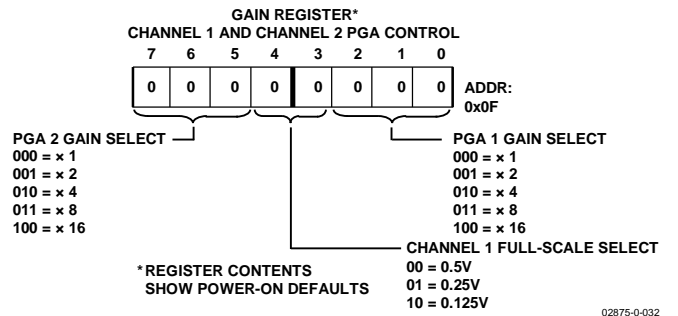 GAIN REGISTER*
CHANNEL 1 AND CHANNEL 2 PGA CONTROL
7 6 5 4 3 2 1 0
0 0 0 0 0 0 0 0
ADDR:
0x0F
PGA 2 GAIN SELECT
000 = × 1
001 = × 2
010 = × 4
011 = × 8
100 = × 16
PGA 1 GAIN SELECT
000 = × 1
001 = × 2
010 = × 4
011 = × 8
100 = × 16
CHANNEL 1 FULL-SCALE SELECT
00 = 0.5V
01 = 0.25V
10 = 0.125V
*REGISTER CONTENTS
SHOW POWER-ON DEFAULTS
02875-0-032